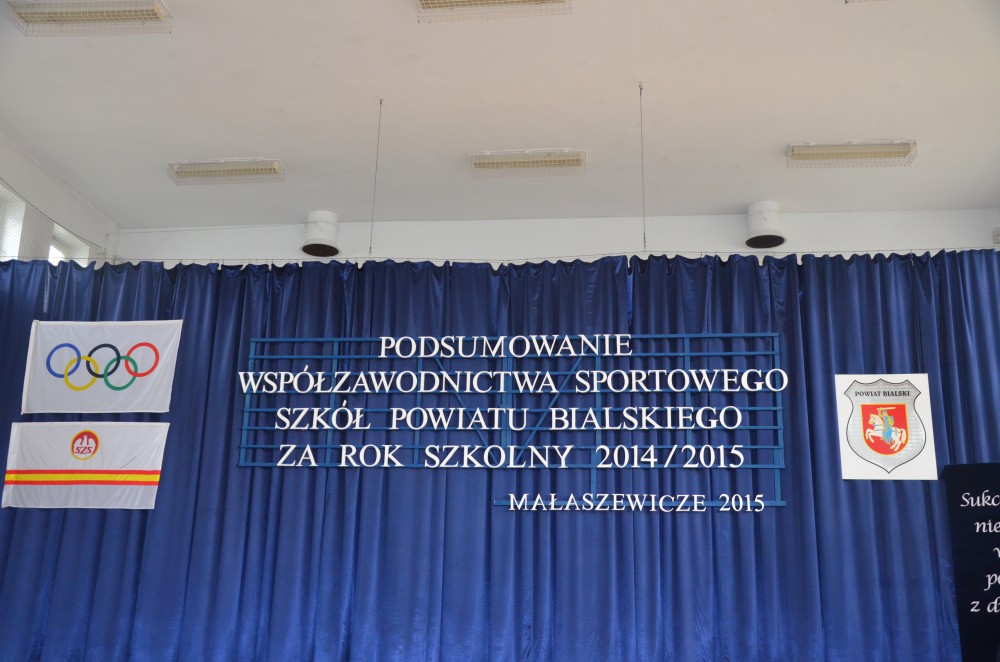 PODSUMOWANIE
WSPÓŁZAWODNICTWA SPORTOWEGO
SZKÓŁ POWIATU BIALSKIEGO
ZA ROK SZKOLNY 2014/2015
MAŁASZEWICZE 2015
SZS
POWIAT BIALSKI